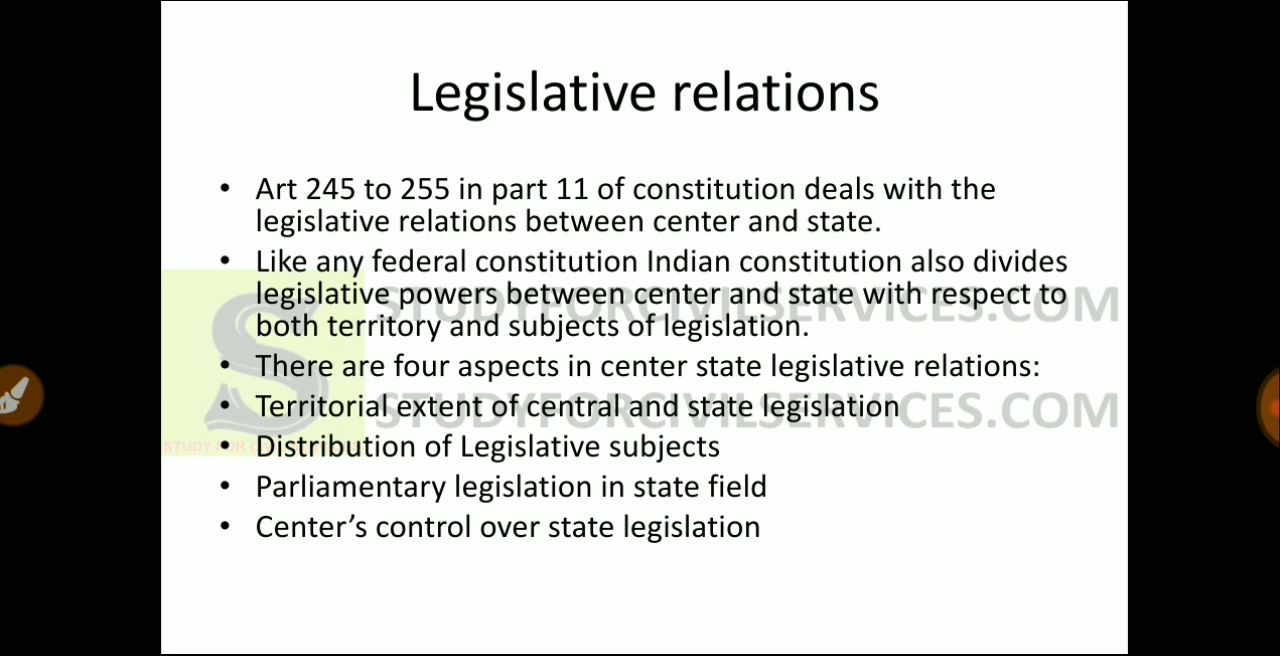 Legislative relations
• Art 245 to 255 in part 11 of constitution deals with the
legislative relations between center and state.
• Like any federal constitution Indian constitution also divides
legislative powers between center and state with respect to
both territory and subjects of legislation.
• There are four aspects in center state legislative relations:
• Territorial extent of central and state legislation
• Distribution of Legislative subjects
• Parliamentary legislation in state field
• Center’s control over state legislation
STUDYFORCIVILSERVICES.COM
STUDYFORCIVILSERVICES.COM
STUDY FOR